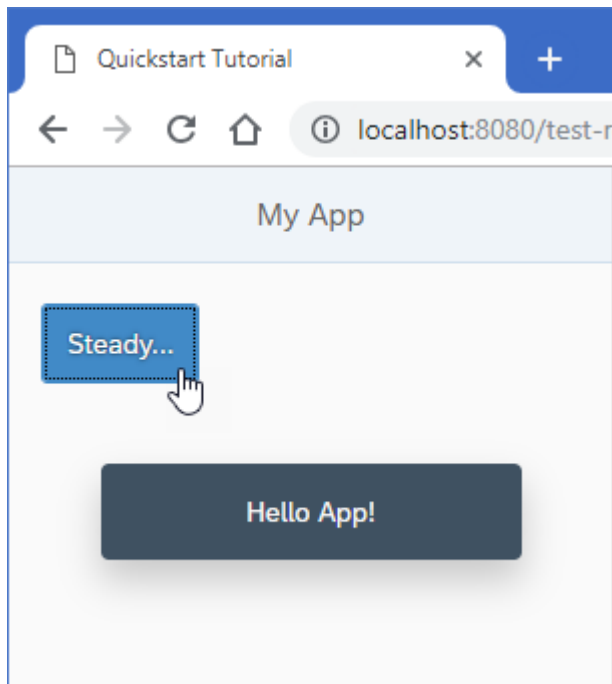 Quickstart Tutorial
localhost:8080/test-
My App
Steady...
Hello App!